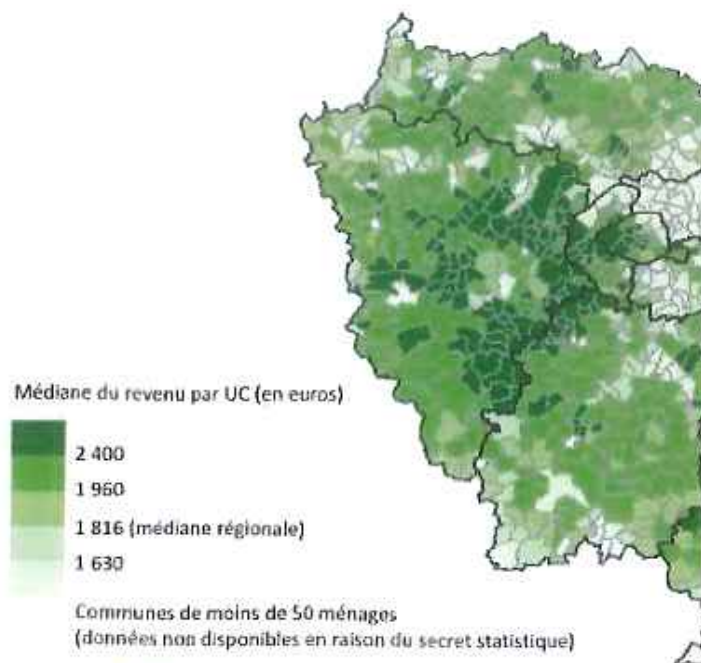 Médiane du revenu par UC (en euros)
2 400
1 960
1 816 (médiane régionale)
1 630
Communes de moins de 50 ménages
(données non disponibles en raison du secret statistique)